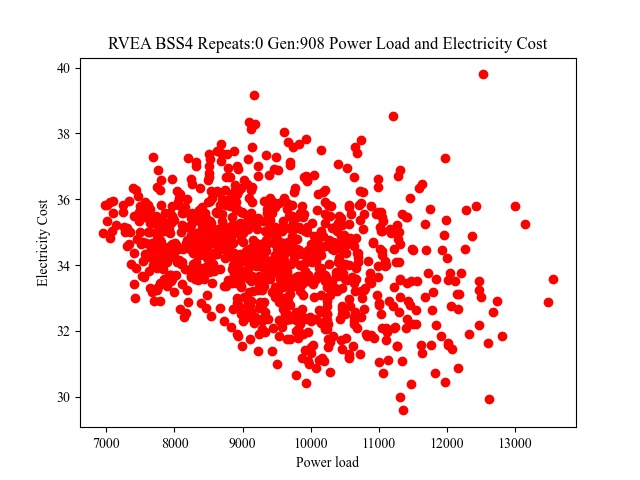 RVEA BSS4 Repeats:0 Gen:908 Power Load and Electricity Cost
40
38
36
34
32
30
Electricity Cost
7000 8000 9000 10000 11000 12000 13000
Power load